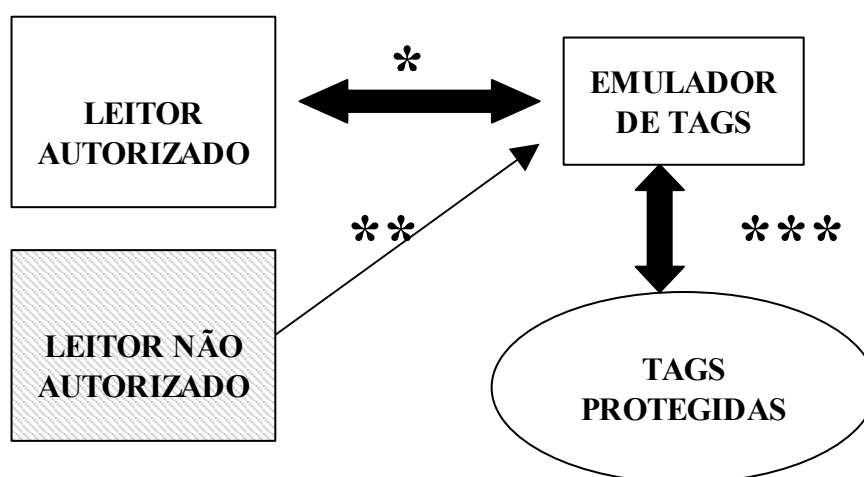 *
LEITOR
AUTORIZADO
EMULADOR
DE TAGS
**
***
LEITOR NÃO
AUTORIZADO
TAGS
PROTEGIDAS